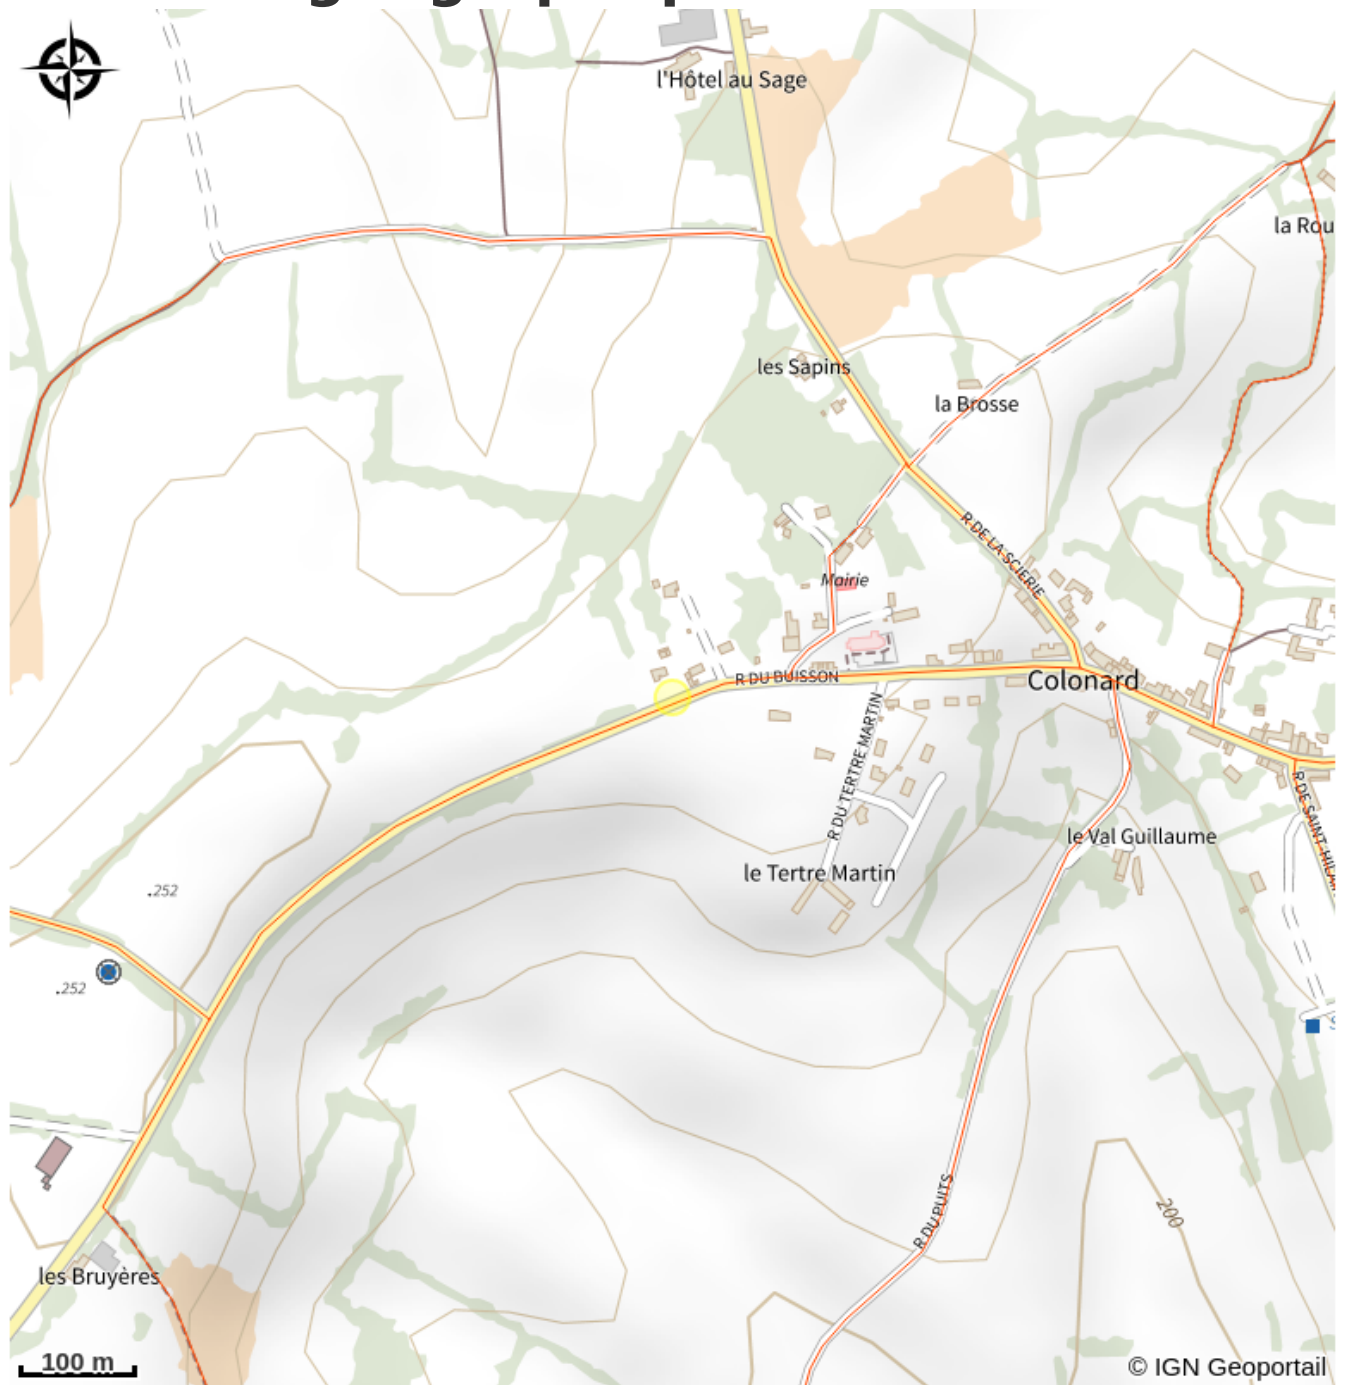 l'Hôtel au Sage
la Rou
les Sapins
la Brosse
R DE LA SCIERIE
Mairie
R DU BUISSON
Colonard
R DU TERTRE MARTIN
R DE SAINT-HILAI
le Val Guillaume
le Tertre Martin
.252
.252
S
R DU PUITS
200
les Bruyères
100 m
© IGN Geoportail